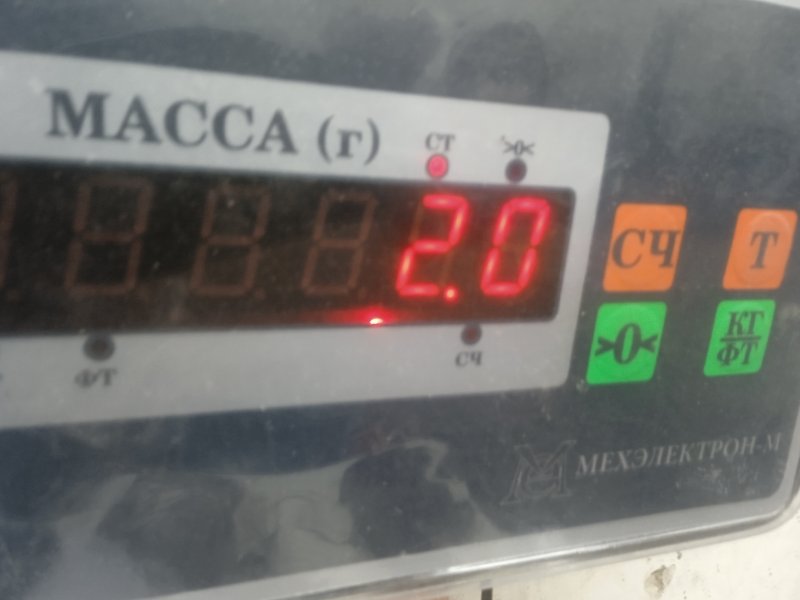 МАССА (г)
СТ >0<
2.0
ФТ СЧ
СЧ Т
>0< КГ
ФТ
МЕХЭЛЕКТРОН-М